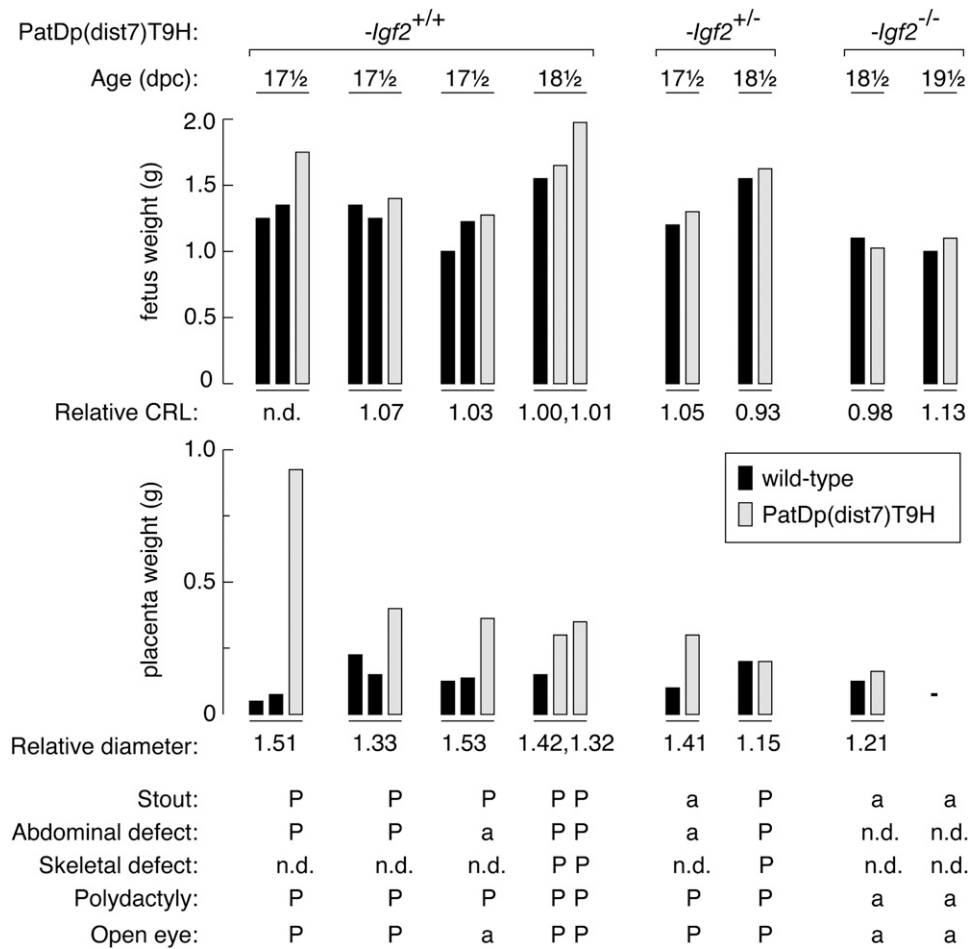 PatDp(dist7)T9H: -Igf2+/+ -Igf2+/- -Igf2-/-
Age (dpc): 17½ 17½ 17½ 18½ 17½ 18½ 18½ 19½
fetus weight (g)
2.0
1.5
1.0
0.5
0
Relative CRL: n.d. 1.07 1.03 1.00,1.01 1.05 0.93 0.98 1.13
placenta weight (g)
1.0
0.5
0
wild-type
PatDp(dist7)T9H
-
Relative diameter: 1.51 1.33 1.53 1.42,1.32 1.41 1.15 1.21
Stout: P P P P P a P a a
Abdominal defect: P P a P P a P n.d. n.d.
Skeletal defect: n.d. n.d. n.d. P P n.d. P n.d. n.d.
Polydactyly: P P P P P P P a a
Open eye: P P a P P P P a a